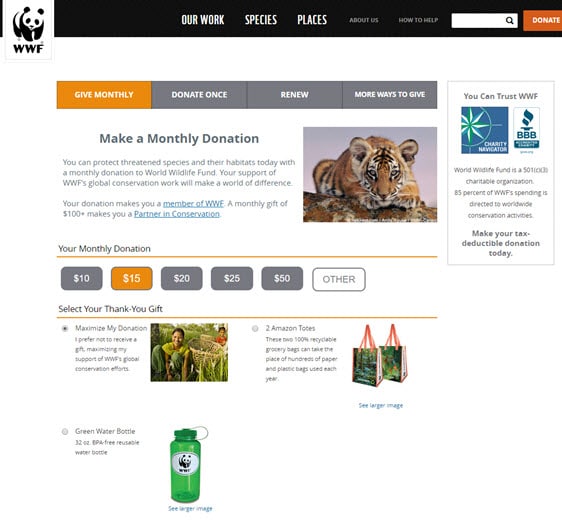 WWF
OUR WORK SPECIES PLACES ABOUT US HOW TO HELP DONATE
GIVE MONTHLY DONATE ONCE RENEW MORE WAYS TO GIVE
Make a Monthly Donation
You can protect threatened species and their habitats today with
a monthly donation to World Wildlife Fund. Your support of
WWF's global conservation work will make a world of difference.
Your donation makes you a member of WWF. A monthly gift of
$100+ makes you a Partner in Conservation.
You Can Trust WWF
CHARITY
NAVIGATOR
BBB
World Wildlife Fund is a 501(c)(3)
charitable organization.
85 percent of WWF's spending is
directed to worldwide
conservation activities.
Make your tax-
deductible donation
today.
Your Monthly Donation
$10 $15 $20 $25 $50 OTHER
Select Your Thank-You Gift
Maximize My Donation
I prefer not to receive a
gift, maximizing my
support of WWF's global
conservation efforts.
2 Amazon Totes
These two 100% recyclable
grocery bags can take the
place of hundreds of paper
and plastic bags used each
year.
See larger image
Green Water Bottle
32 oz. BPA-free reusable
water bottle
WWF
See larger image